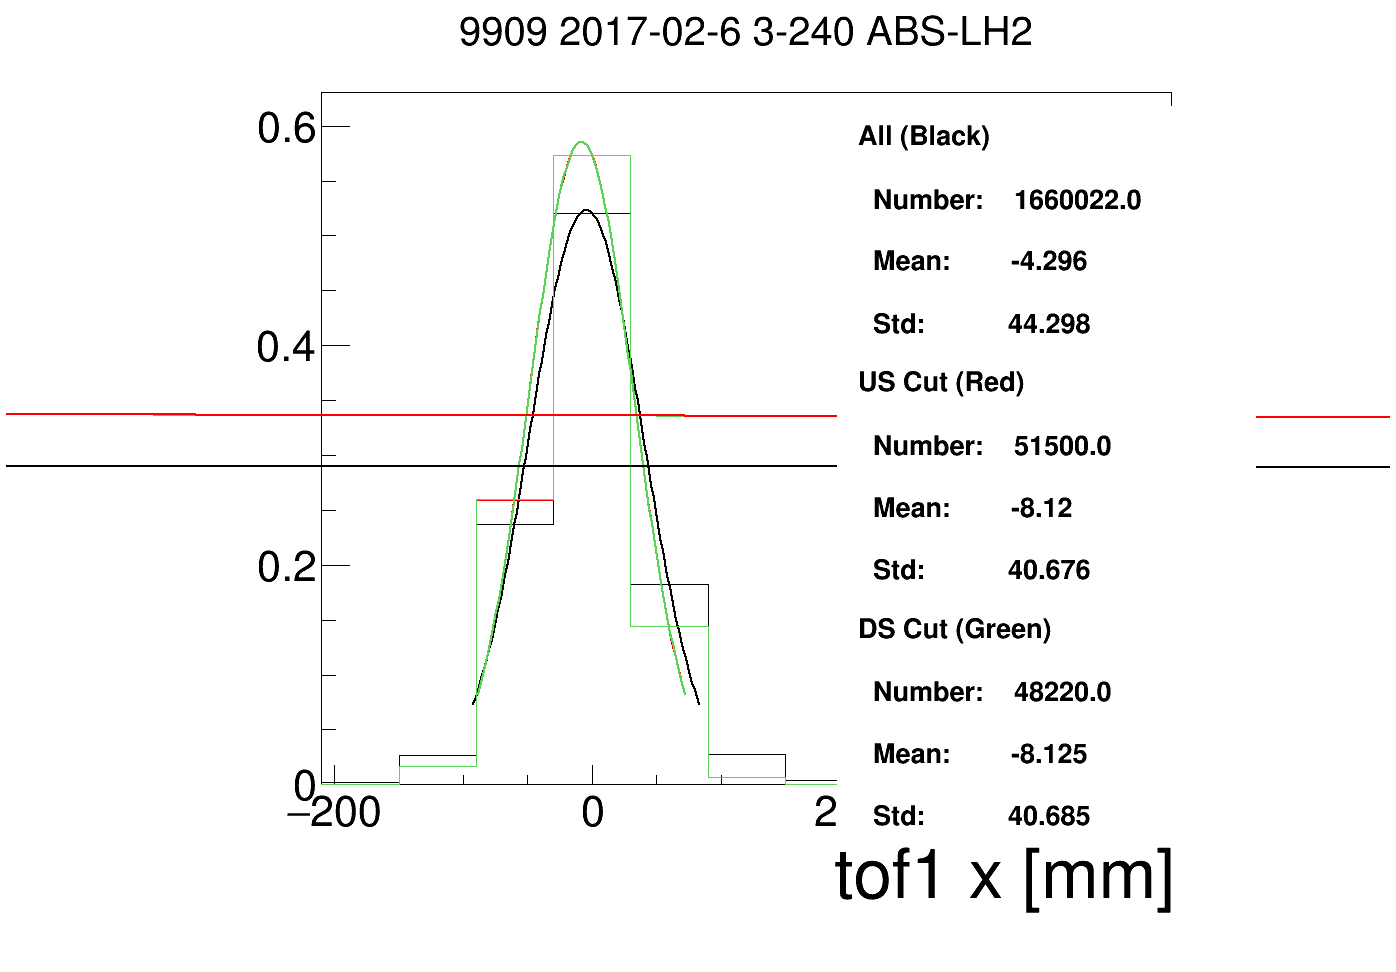 9909 2017-02-6 3-240 ABS-LH2
0.6
0.4
0.2
0
−200 0 2
tof1 x [mm]
All (Black)
Number: 1660022.0
Mean: -4.296
Std: 44.298
US Cut (Red)
Number: 51500.0
Mean: -8.12
Std: 40.676
DS Cut (Green)
Number: 48220.0
Mean: -8.125
Std: 40.685